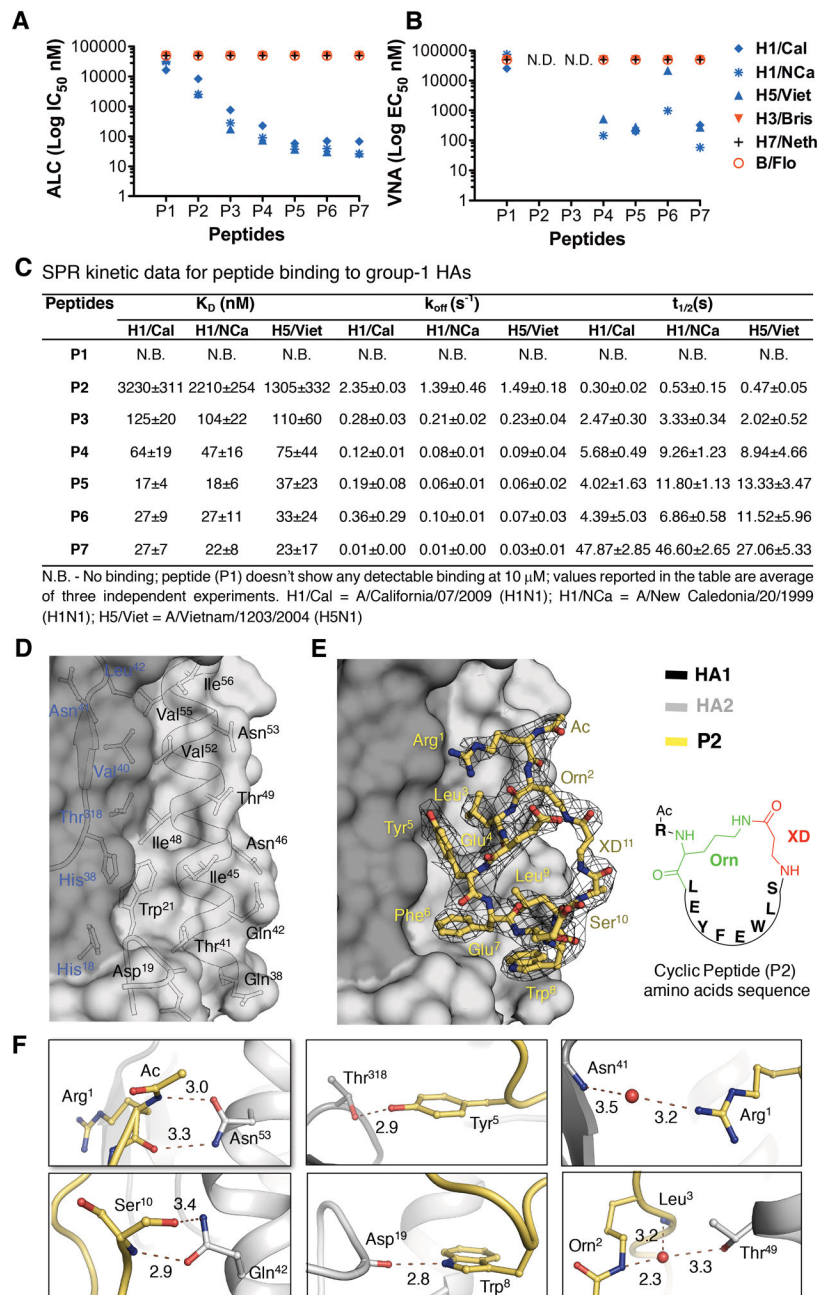 A
ALC (Log IC50 nM)
100000
10000
1000
100
10
1
P1 P2 P3 P4 P5 P6 P7
Peptides
B
VNA (Log EC50 nM)
100000
10000
1000
100
10
1
N.D. N.D.
P1 P2 P3 P4 P5 P6 P7
Peptides
H1/Cal
H1/NCa
H5/Viet
H3/Bris
H7/Neth
B/Flo
C SPR kinetic data for peptide binding to group-1 HAs
Peptides KD (nM) koff (s-1) t1/2(s)
H1/Cal H1/NCa H5/Viet H1/Cal H1/NCa H5/Viet H1/Cal H1/NCa H5/Viet
P1 N.B. N.B. N.B. N.B. N.B. N.B. N.B. N.B. N.B.
P2 3230±311 2210±254 1305±332 2.35±0.03 1.39±0.46 1.49±0.18 0.30±0.02 0.53±0.15 0.47±0.05
P3 125±20 104±22 110±60 0.28±0.03 0.21±0.02 0.23±0.04 2.47±0.30 3.33±0.34 2.02±0.52
P4 64±19 47±16 75±44 0.12±0.01 0.08±0.01 0.09±0.04 5.68±0.49 9.26±1.23 8.94±4.66
P5 17±4 18±6 37±23 0.19±0.08 0.06±0.01 0.06±0.02 4.02±1.63 11.80±1.13 13.33±3.47
P6 27±9 27±11 33±24 0.36±0.29 0.10±0.01 0.07±0.03 4.39±5.03 6.86±0.58 11.52±5.96
P7 27±7 22±8 23±17 0.01±0.00 0.01±0.00 0.03±0.01 47.87±2.85 46.60±2.65 27.06±5.33
N.B. - No binding; peptide (P1) doesn't show any detectable binding at 10 μM; values reported in the table are average
of three independent experiments. H1/Cal = A/California/07/2009 (H1N1); H1/NCa = A/New Caledonia/20/1999
(H1N1); H5/Viet = A/Vietnam/1203/2004 (H5N1)
D
Leu42
Ile56
Val55
Asn53
Val52
Val40
Thr49
Thr318
Ile48
Asn46
His38
Ile45
Trp21
Gln42
His18
Thr41
Asp19
Gln38
E
Ac
Arg1
Orn2
Leu3
Tyr5
Glu4
XD11
Leu9
Phe6
Ser10
Glu7
Trp8
HA1
HA2
P2
Ac
R
NH
NH
O
XD
Orn
O
NH
L E Y F E W L S
Cyclic Peptide (P2)
amino acids sequence
F
Ac
Arg1
3.0
3.3
Asn53
Thr318
2.9
Tyr5
Asn41
3.5
3.2
Arg1
Ser10
3.4
2.9
Gln42
Asp19
2.8
Trp8
Leu3
Orn2
3.2
2.3
3.3
Thr49